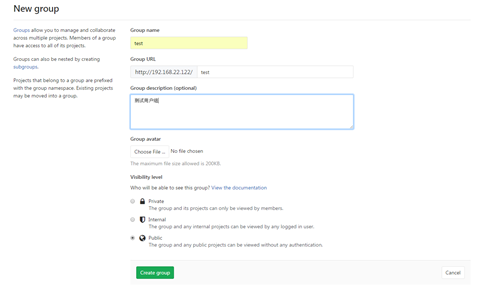 New group
Groups allow you to manage and collaborate
across multiple projects. Members of a group
have access to all of its projects.
Groups can also be nested by creating
subgroups.
Projects that belong to a group are prefixed
with the group namespace. Existing projects
may be moved into a group.
Group name
test
Group URL
http://192.168.22.122/ test
Group description (optional)
测试用户组
Group avatar
Choose File ... No file chosen
The maximum file size allowed is 200KB.
Visibility level
Who will be able to see this group? View the documentation
Private
The group and its projects can only be viewed by members.
Internal
The group and any internal projects can be viewed by any logged in user.
Public
The group and any public projects can be viewed without any authentication.
Create group Cancel